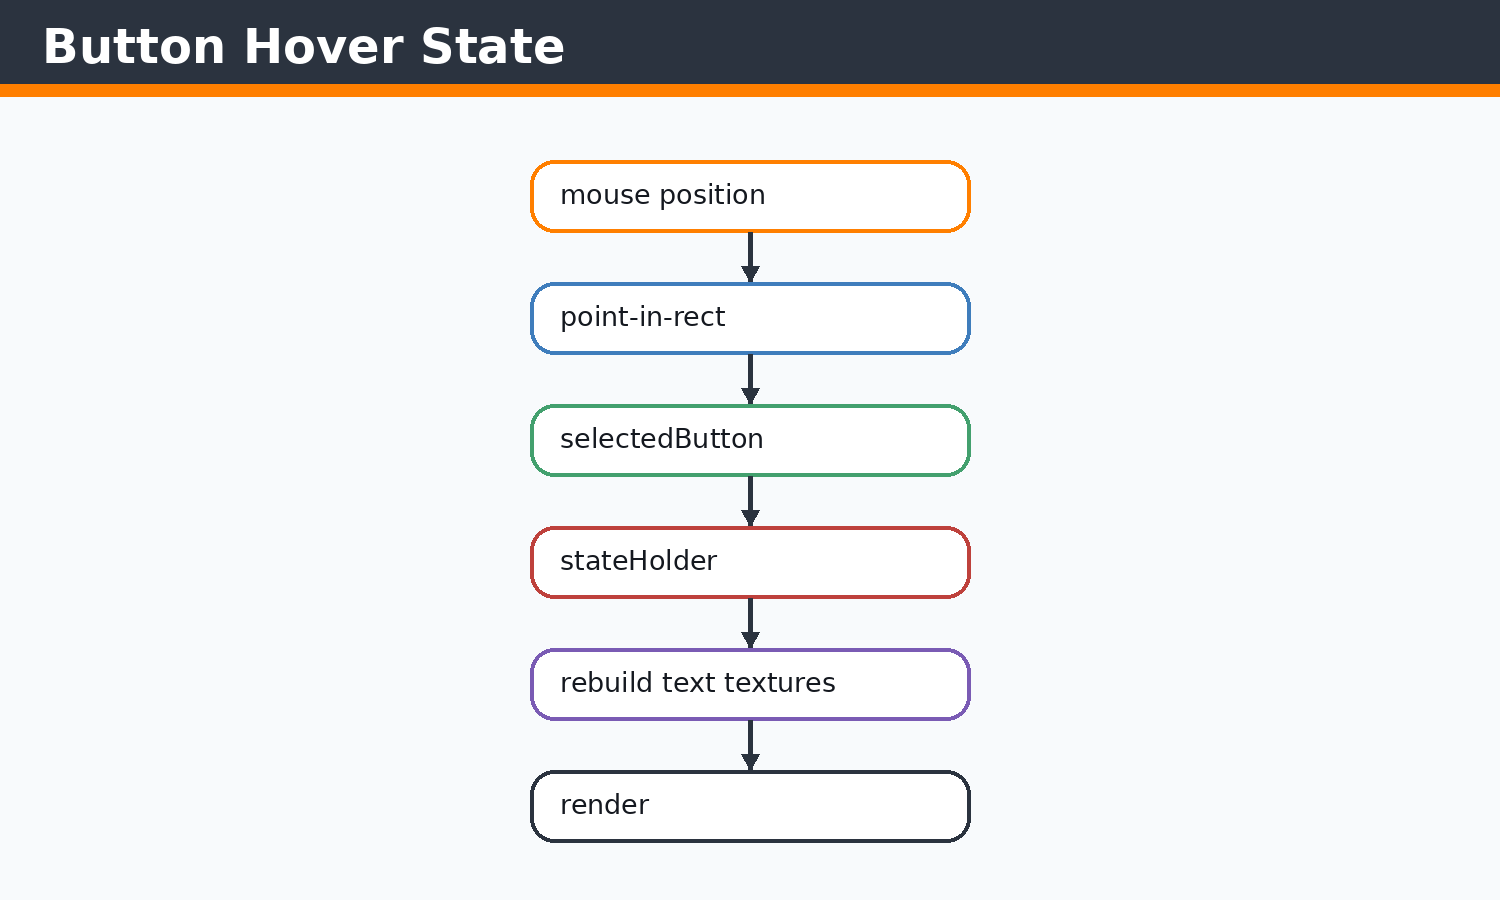 Button Hover State
mouse position
point-in-rect
selectedButton
stateHolder
rebuild text textures
render